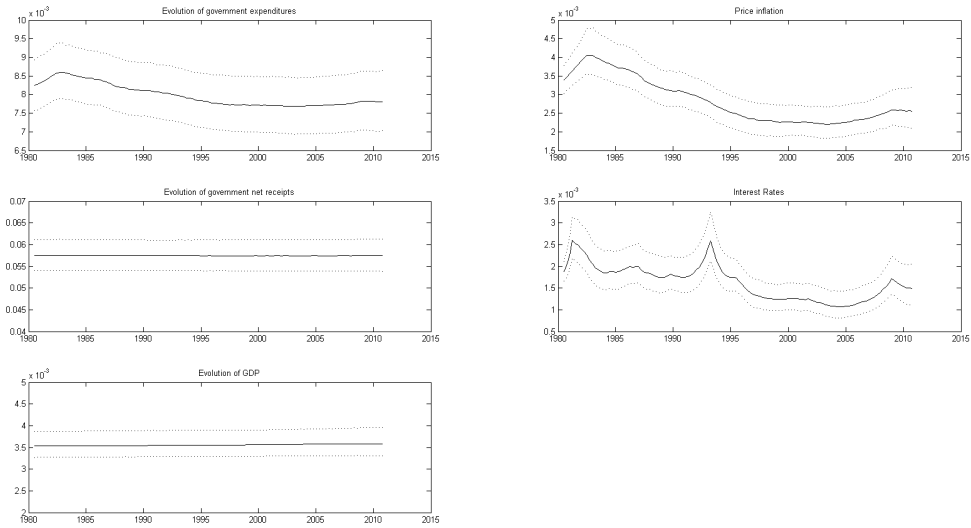 Evolution of government expenditures
x 10⁻³
10
9.5
9
8.5
8
7.5
7
6.5
1980 1985 1990 1995 2000 2005 2010 2015
Price inflation
x 10⁻³
5
4.5
4
3.5
3
2.5
2
1.5
1980 1985 1990 1995 2000 2005 2010 2015
Evolution of government net receipts
0.07
0.065
0.06
0.055
0.05
0.045
0.04
1980 1985 1990 1995 2000 2005 2010 2015
Interest Rates
x 10⁻³
3.5
3
2.5
2
1.5
1
0.5
1980 1985 1990 1995 2000 2005 2010 2015
Evolution of GDP
x 10⁻³
5
4.5
4
3.5
3
2.5
2
1980 1985 1990 1995 2000 2005 2010 2015